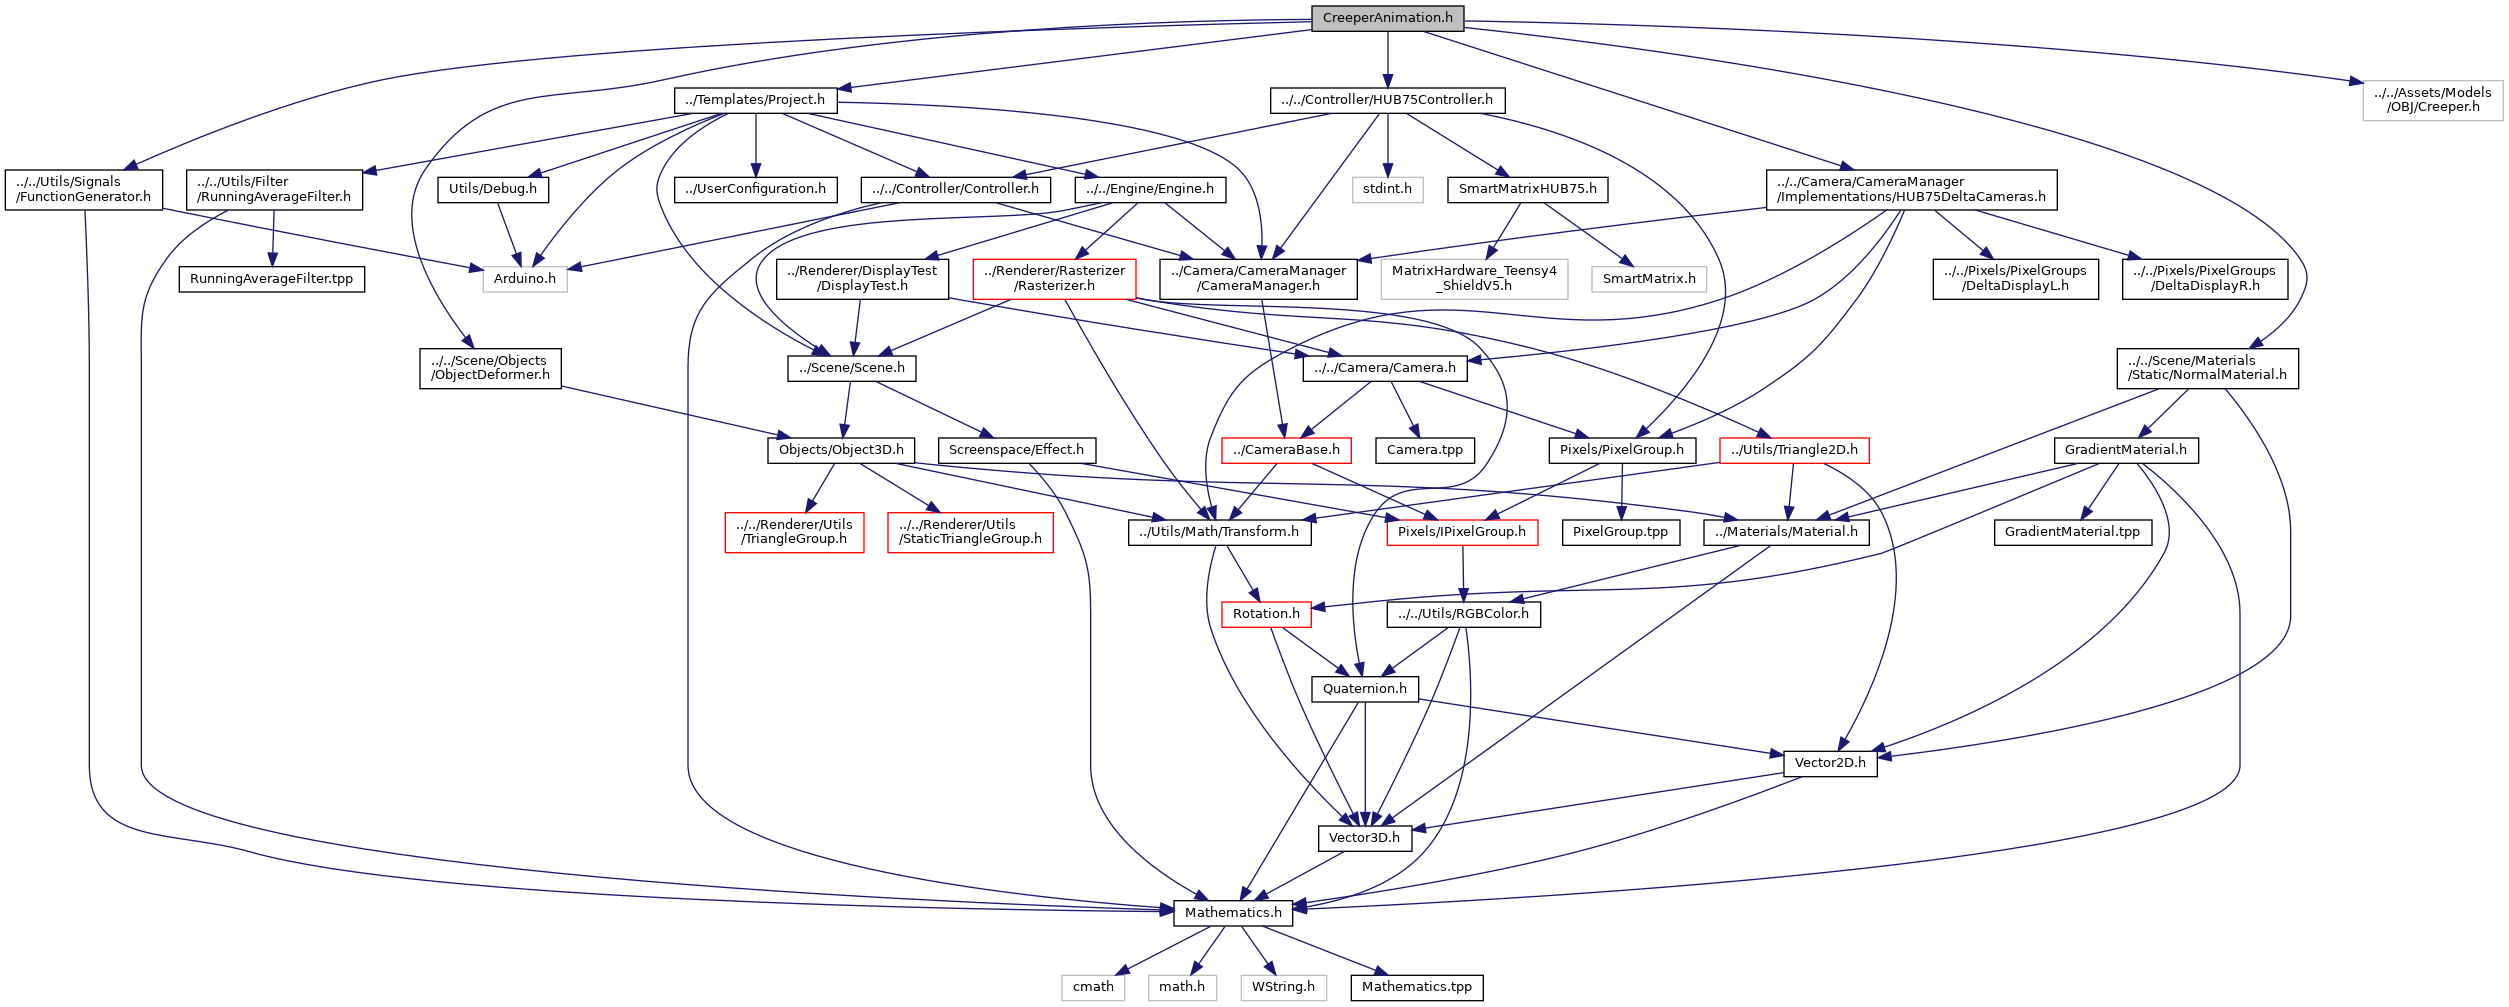 CreeperAnimation.h
../Templates/Project.h
../../Controller/HUB75Controller.h
../../Assets/Models
/OBJ/Creeper.h
../../Utils/Signals
/FunctionGenerator.h
../../Utils/Filter
/RunningAverageFilter.h
Utils/Debug.h
../UserConfiguration.h
../../Controller/Controller.h
../../Engine/Engine.h
stdint.h
SmartMatrixHUB75.h
../../Camera/CameraManager
/Implementations/HUB75DeltaCameras.h
RunningAverageFilter.tpp
Arduino.h
../Renderer/DisplayTest
/DisplayTest.h
../Renderer/Rasterizer
/Rasterizer.h
../Camera/CameraManager
/CameraManager.h
MatrixHardware_Teensy4
_ShieldV5.h
SmartMatrix.h
../../Pixels/PixelGroups
/DeltaDisplayL.h
../../Pixels/PixelGroups
/DeltaDisplayR.h
../../Scene/Objects
/ObjectDeformer.h
../Scene/Scene.h
../../Camera/Camera.h
../../Scene/Materials
/Static/NormalMaterial.h
Objects/Object3D.h
Screenspace/Effect.h
../CameraBase.h
Camera.tpp
Pixels/PixelGroup.h
../Utils/Triangle2D.h
GradientMaterial.h
../../Renderer/Utils
/TriangleGroup.h
../../Renderer/Utils
/StaticTriangleGroup.h
../Utils/Math/Transform.h
Pixels/IPixelGroup.h
PixelGroup.tpp
../Materials/Material.h
GradientMaterial.tpp
Rotation.h
../../Utils/RGBColor.h
Quaternion.h
Vector2D.h
Vector3D.h
Mathematics.h
cmath
math.h
WString.h
Mathematics.tpp